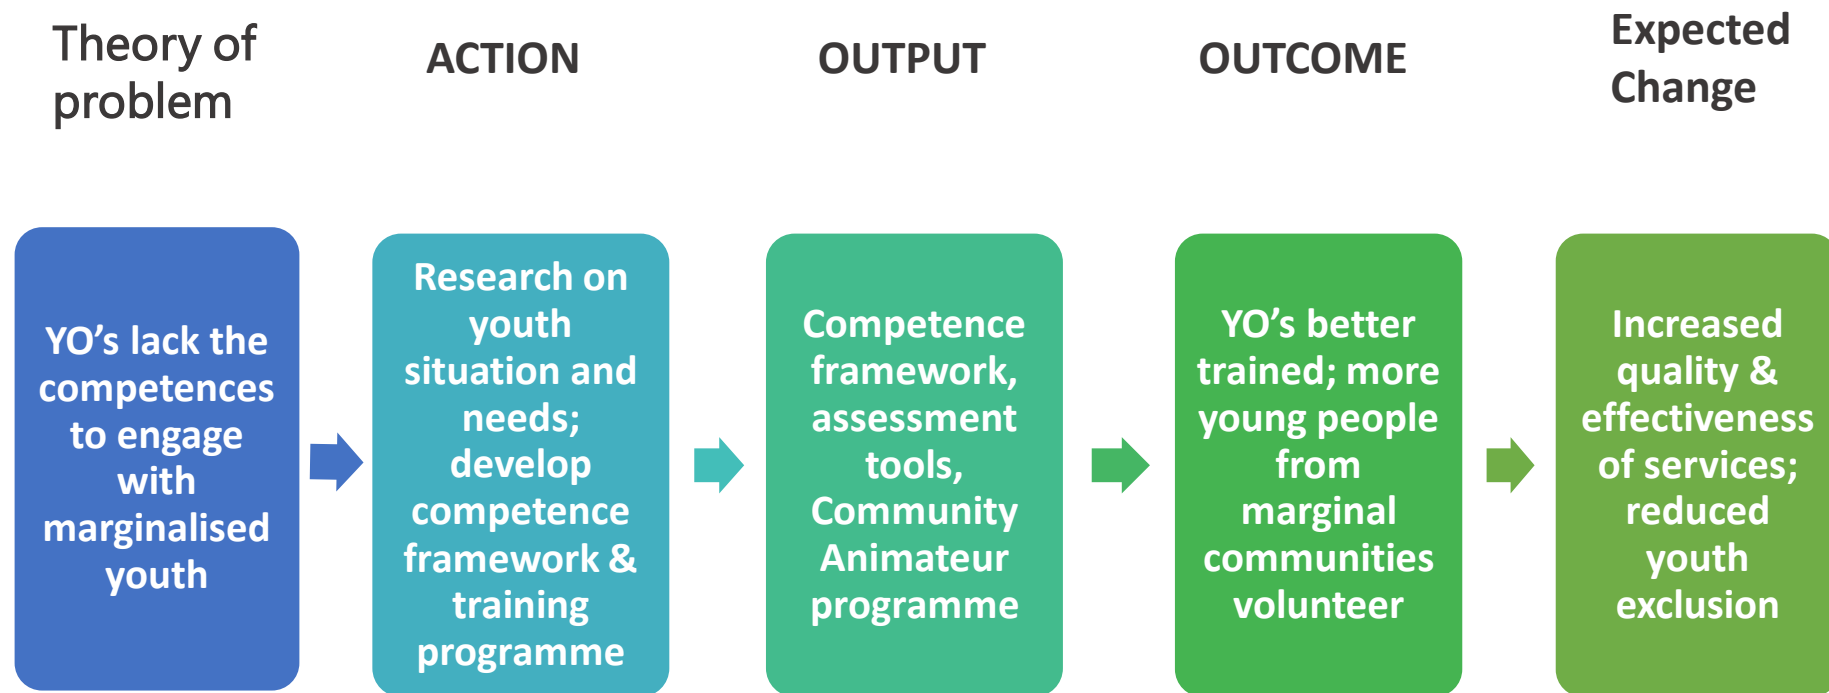 Theory of
problem
ACTION
OUTPUT
OUTCOME
Expected
Change
YO’s lack the
competences
to engage
with
marginalised
youth
Research on
youth
situation and
needs;
develop
competence
framework &
training
programme
Competence
framework,
assessment
tools,
Community
Animateur
programme
YO’s better
trained; more
young people
from
marginal
communities
volunteer
Increased
quality &
effectiveness
of services;
reduced
youth
exclusion